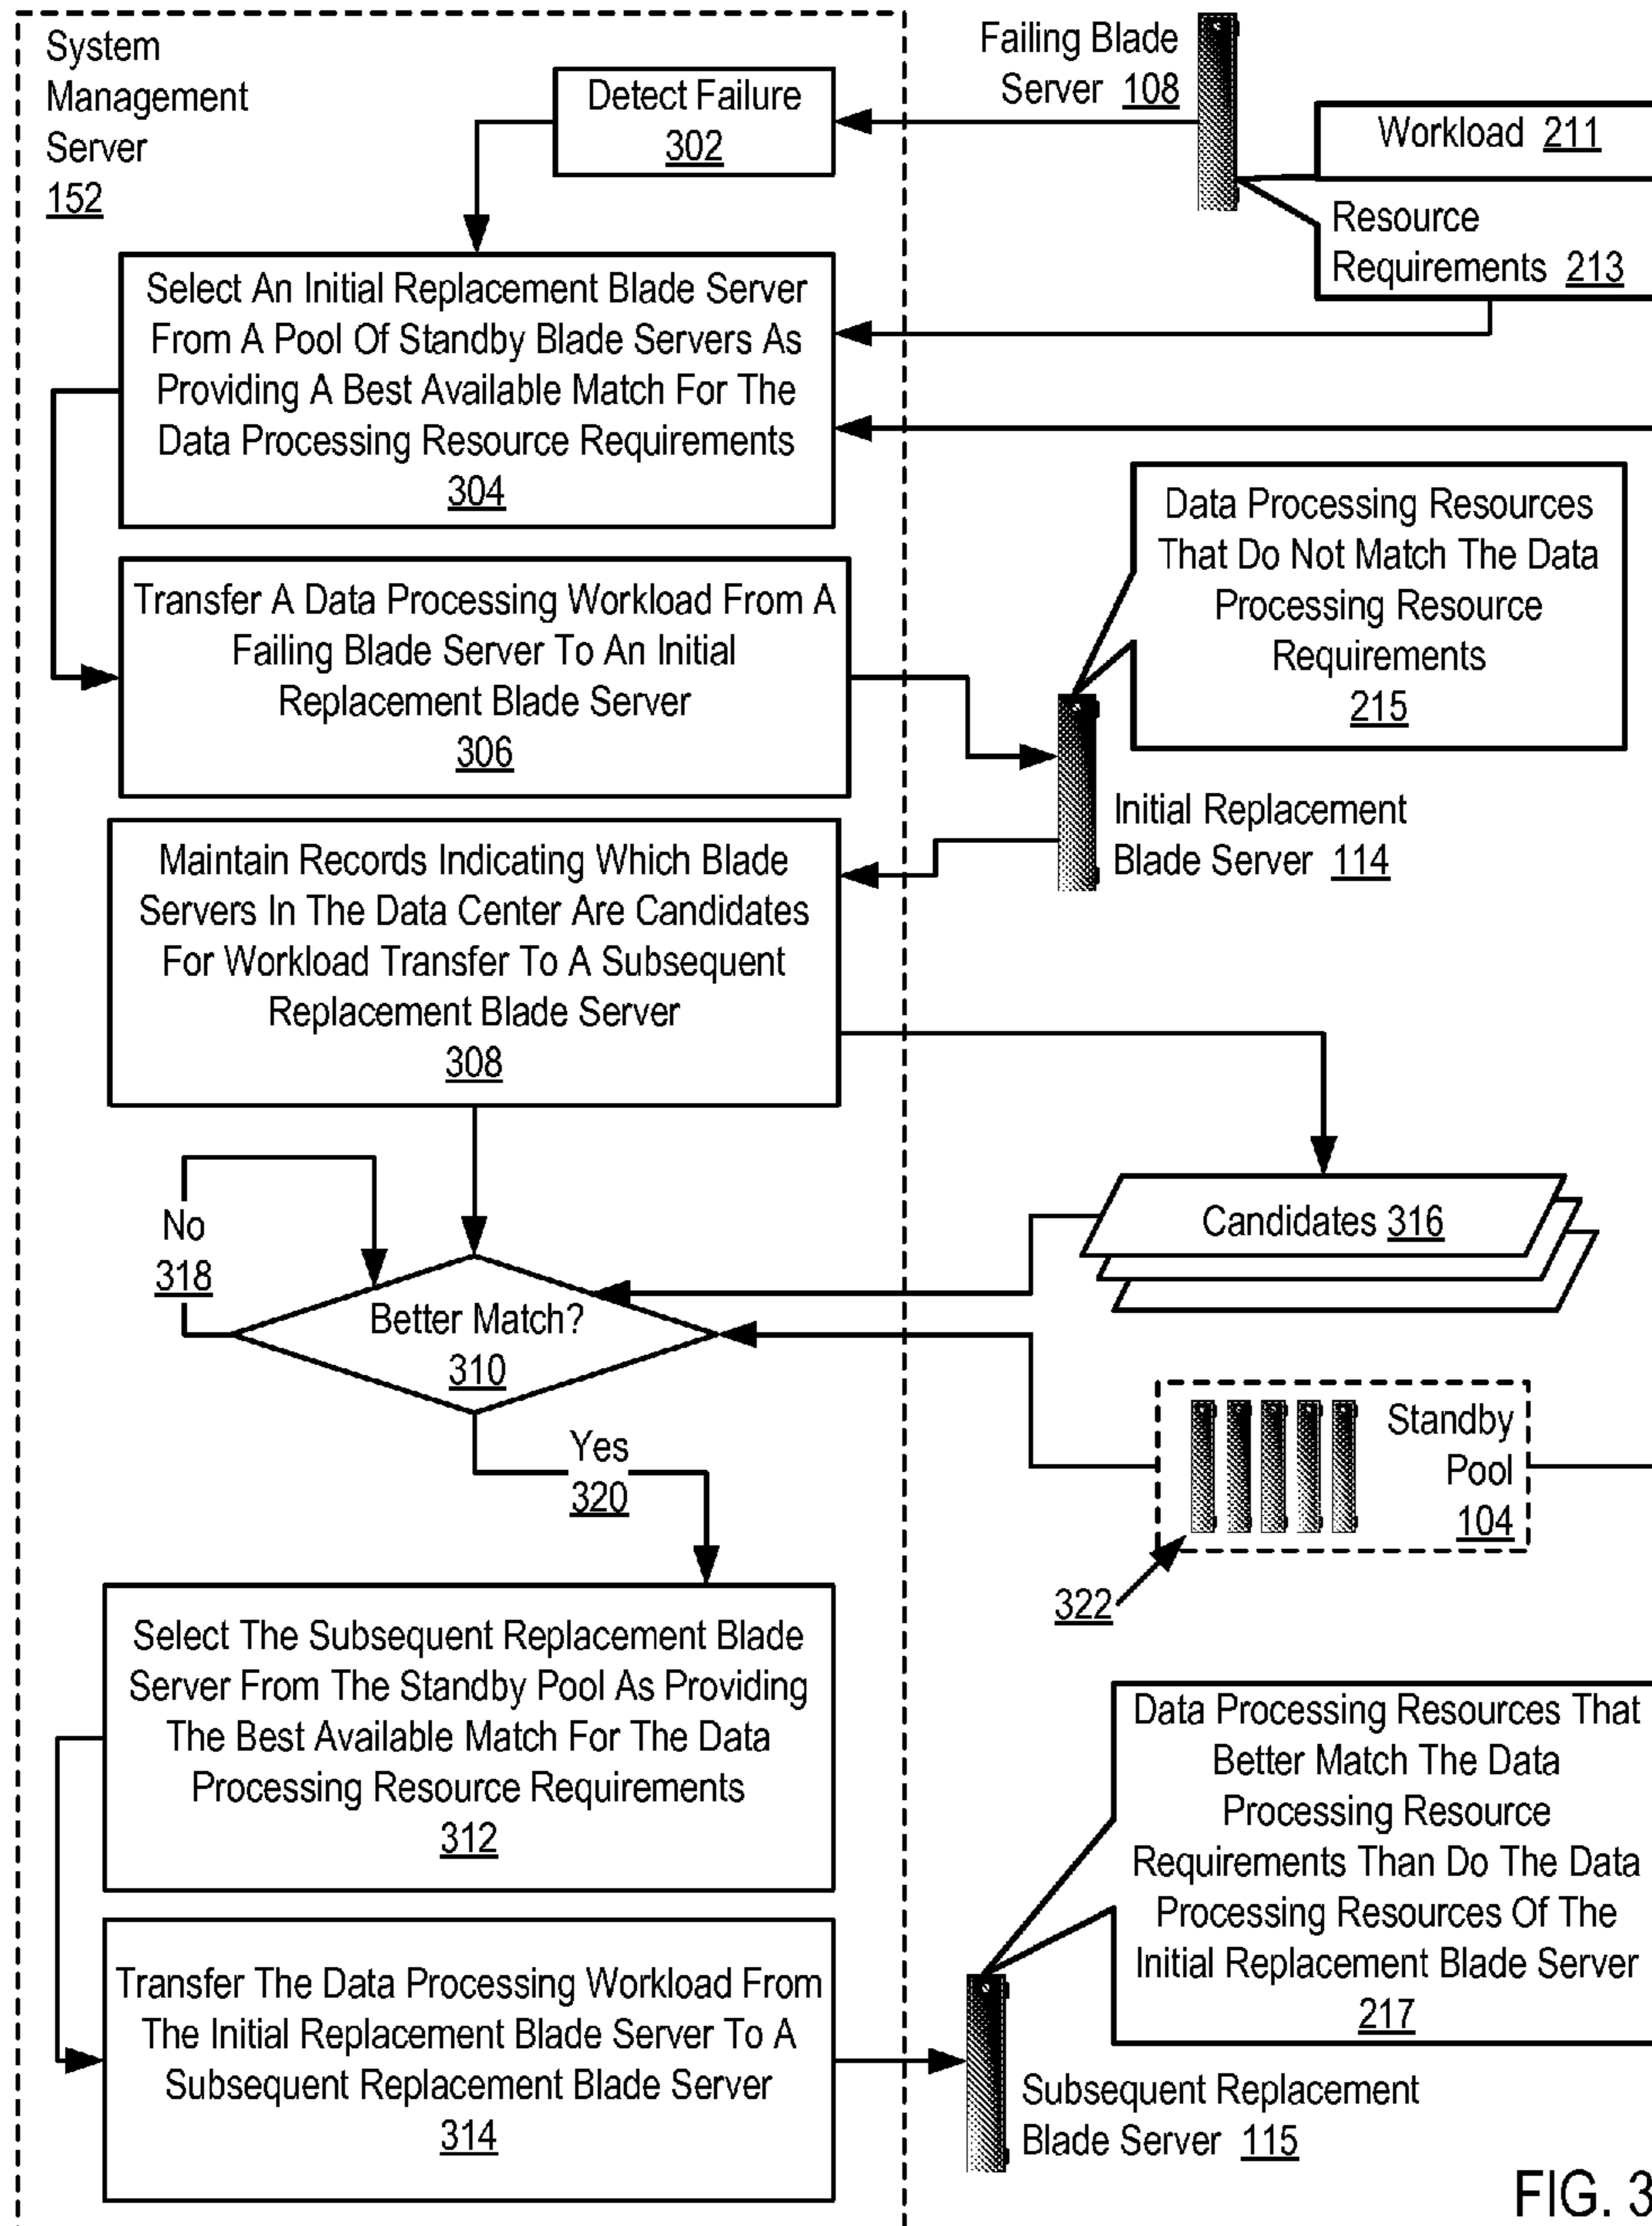 System
Management
Server
152
Detect Failure
302
Failing Blade
Server 108
Workload 211
Resource
Requirements 213
Select An Initial Replacement Blade Server
From A Pool Of Standby Blade Servers As
Providing A Best Available Match For The
Data Processing Resource Requirements
304
Data Processing Resources
That Do Not Match The Data
Processing Resource
Requirements
215
Transfer A Data Processing Workload From A
Failing Blade Server To An Initial
Replacement Blade Server
306
Initial Replacement
Blade Server 114
Maintain Records Indicating Which Blade
Servers In The Data Center Are Candidates
For Workload Transfer To A Subsequent
Replacement Blade Server
308
Candidates 316
No
318
Better Match?
310
Standby
Pool
104
Yes
320
322
Select The Subsequent Replacement Blade
Server From The Standby Pool As Providing
The Best Available Match For The Data
Processing Resource Requirements
312
Data Processing Resources That
Better Match The Data
Processing Resource
Requirements Than Do The Data
Processing Resources Of The
Initial Replacement Blade Server
217
Transfer The Data Processing Workload From
The Initial Replacement Blade Server To A
Subsequent Replacement Blade Server
314
Subsequent Replacement
Blade Server 115
FIG. 3